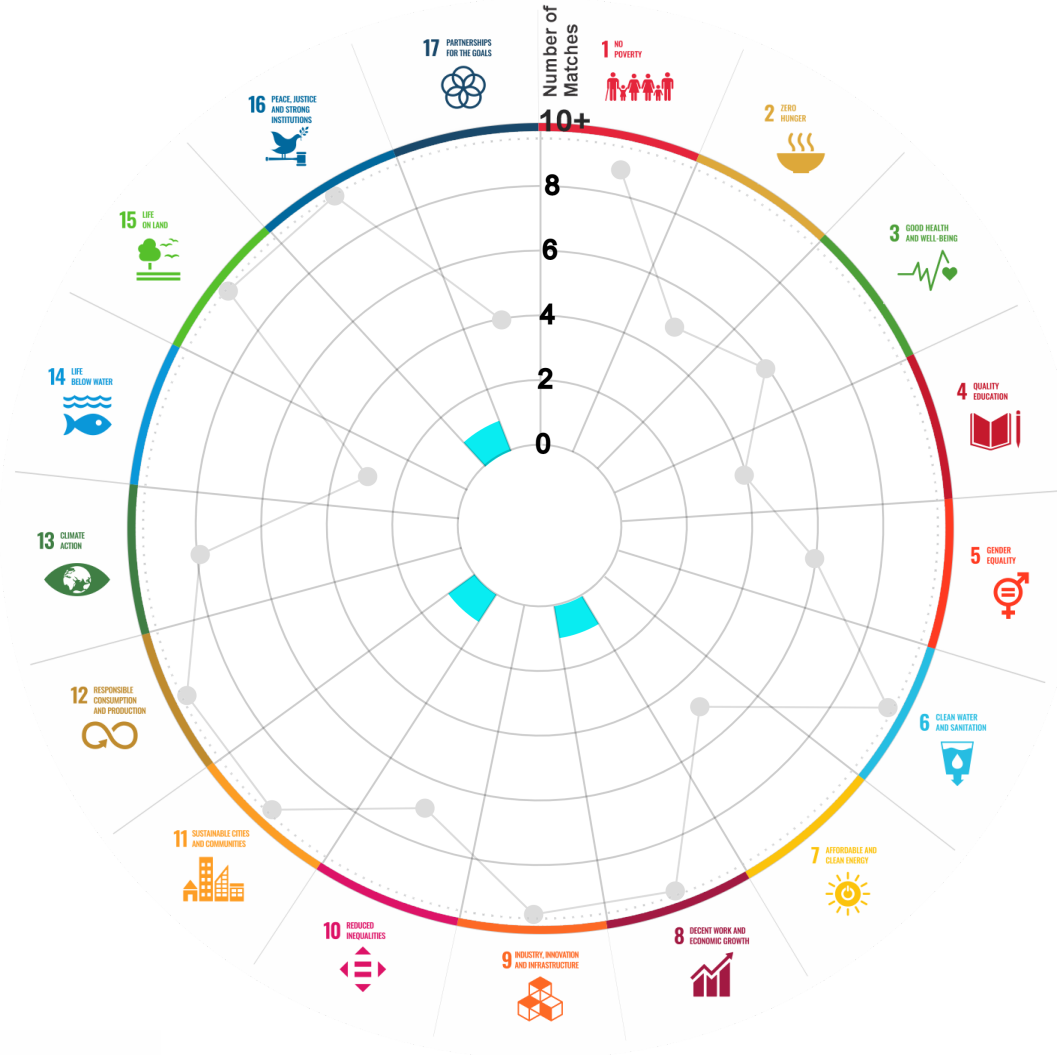 Number of
Matches
10+
8
6
4
2
0
1 NO
POVERTY
2 ZERO
HUNGER
3 GOOD HEALTH
AND WELL-BEING
4 QUALITY
EDUCATION
5 GENDER
EQUALITY
6 CLEAN WATER
AND SANITATION
7 AFFORDABLE AND
CLEAN ENERGY
8 DECENT WORK AND
ECONOMIC GROWTH
9 INDUSTRY, INNOVATION
AND INFRASTRUCTURE
10 REDUCED
INEQUALITIES
11 SUSTAINABLE CITIES
AND COMMUNITIES
12 RESPONSIBLE
CONSUMPTION
AND PRODUCTION
13 CLIMATE
ACTION
14 LIFE
BELOW WATER
15 LIFE
ON LAND
16 PEACE, JUSTICE
AND STRONG
INSTITUTIONS
17 PARTNERSHIPS
FOR THE GOALS